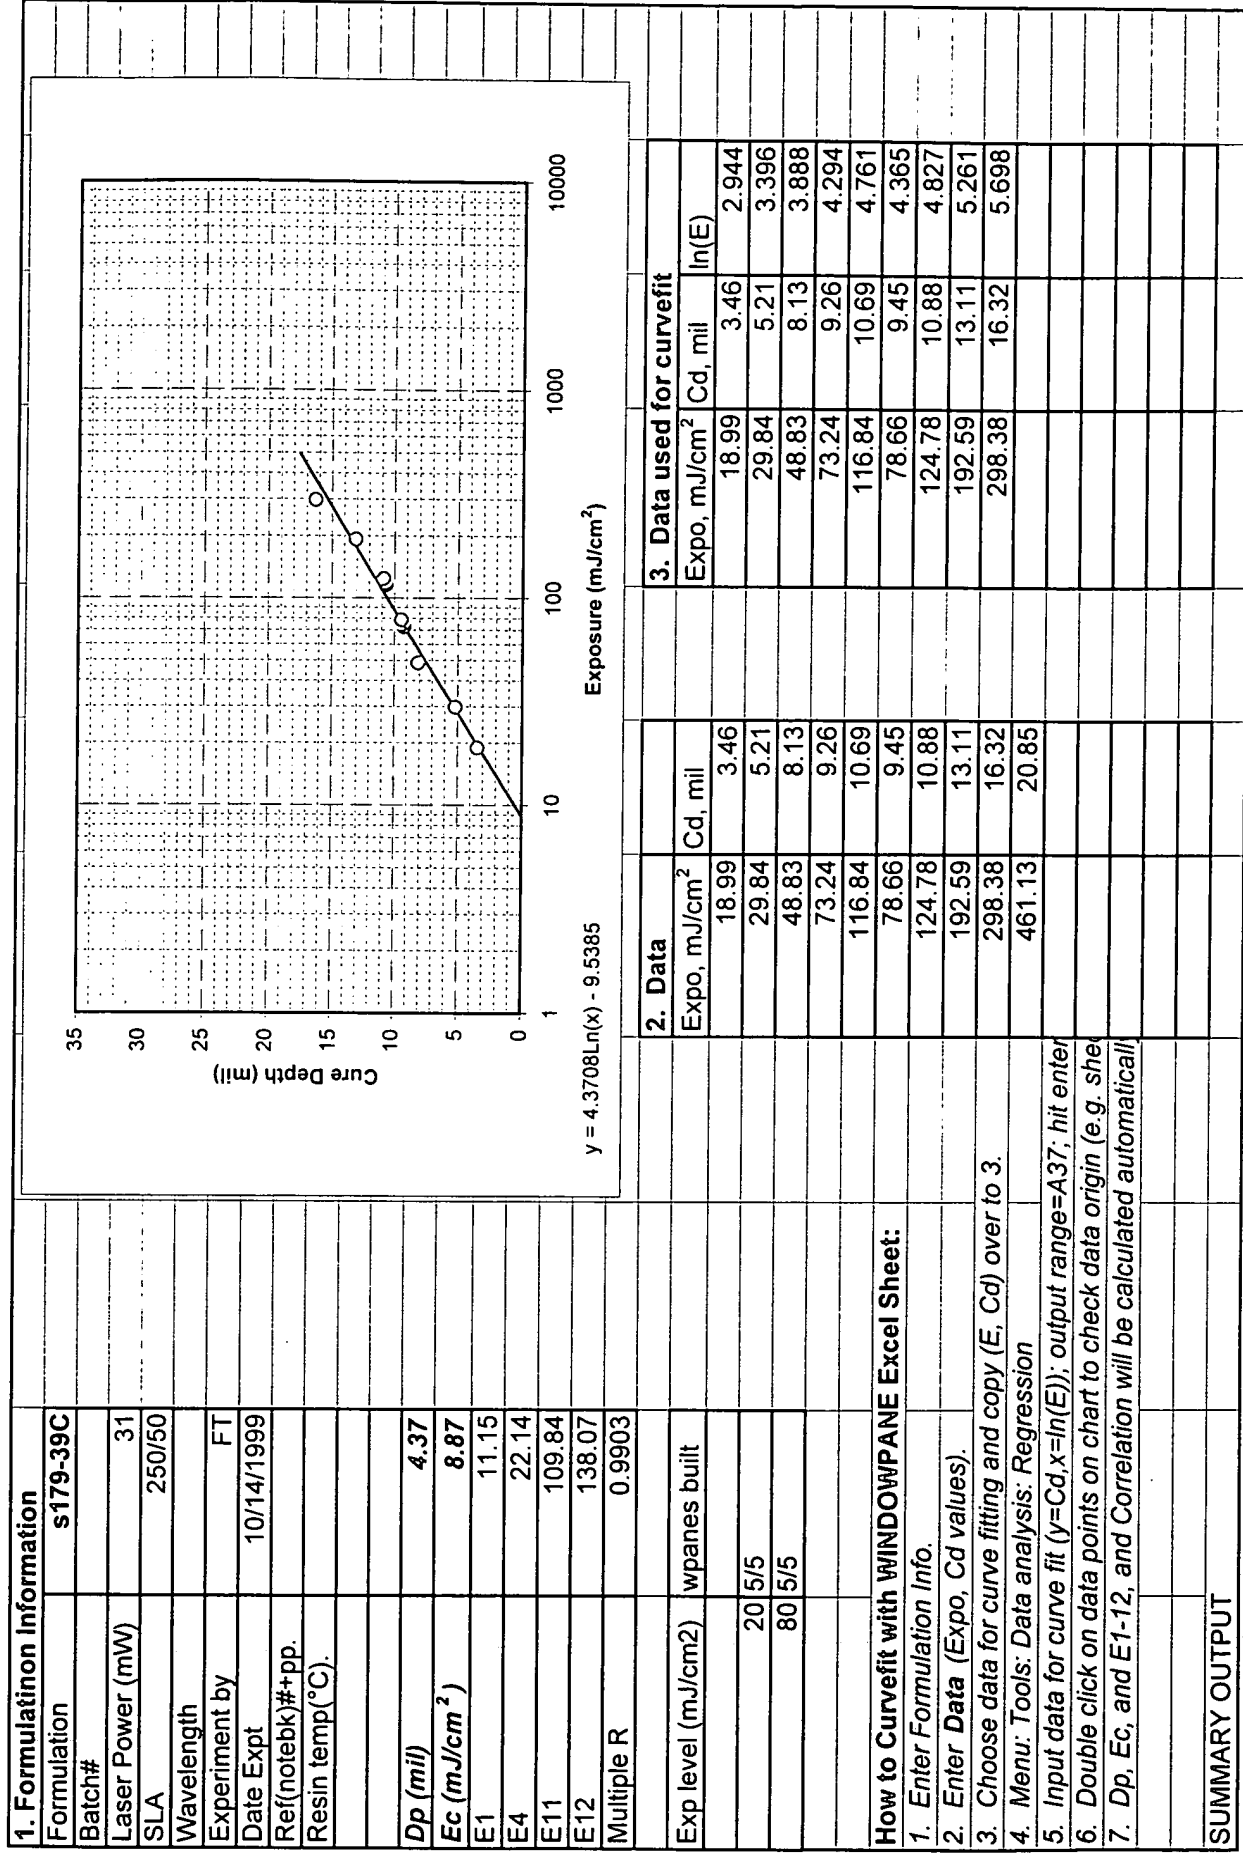 1. Formulatinon Information
Formulation s179-39C
Batch#
Laser Power (mW) 31
SLA 250/50
Wavelength
Experiment by FT
Date Expt 10/14/1999
Ref(notebk)#+pp.
Resin temp(°C).
Dp (mil) 4.37
Ec (mJ/cm²) 8.87
E1 11.15
E4 22.14
E11 109.84
E12 138.07
Multiple R 0.9903
Exp level (mJ/cm2) wpanes built
20 5/5
80 5/5
How to Curvefit with WINDOWPANE Excel Sheet:
1. Enter Formulation Info.
2. Enter Data (Expo, Cd values).
3. Choose data for curve fitting and copy (E, Cd) over to 3.
4. Menu: Tools: Data analysis: Regression
5. Input data for curve fit (y=Cd,x=ln(E)); output range=A37; hit enter
6. Double click on data points on chart to check data origin (e.g. shee
7. Dp, Ec, and E1-12, and Correlation will be calculated automatically
SUMMARY OUTPUT
35
30
25
20
15
10
5
0
Cure Depth (mil)
1 10 100 1000 10000
Exposure (mJ/cm²)
y = 4.3708Ln(x) - 9.5385
2. Data
Expo, mJ/cm² Cd, mil
18.99 3.46
29.84 5.21
48.83 8.13
73.24 9.26
116.84 10.69
78.66 9.45
124.78 10.88
192.59 13.11
298.38 16.32
461.13 20.85
3. Data used for curvefit
Expo, mJ/cm² Cd, mil ln(E)
18.99 3.46 2.944
29.84 5.21 3.396
48.83 8.13 3.888
73.24 9.26 4.294
116.84 10.69 4.761
78.66 9.45 4.365
124.78 10.88 4.827
192.59 13.11 5.261
298.38 16.32 5.698